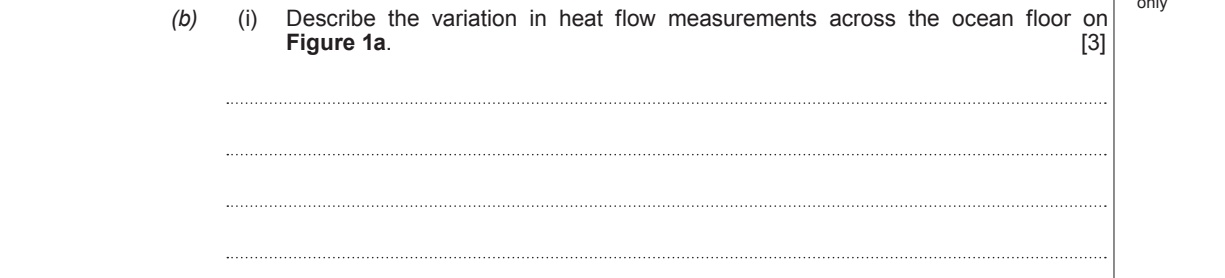 only
(b) (i) Describe the variation in heat flow measurements across the ocean floor on
Figure 1a. [3]